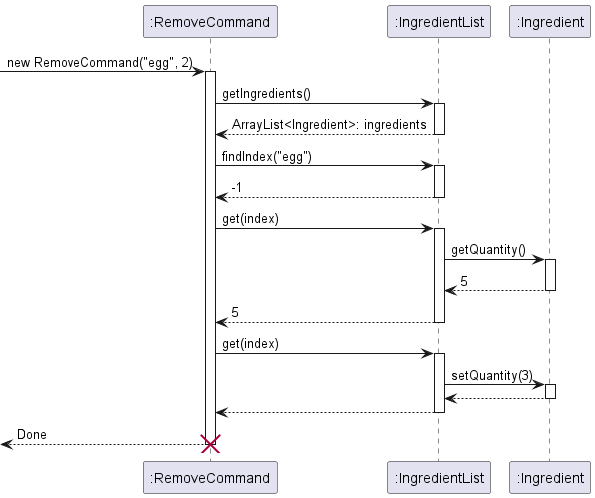 :RemoveCommand :IngredientList :Ingredient
new RemoveCommand("egg", 2)
getIngredients()
ArrayList<Ingredient>: ingredients
findIndex("egg")
-1
get(index)
getQuantity()
5
5
get(index)
setQuantity(3)
Done
:RemoveCommand :IngredientList :Ingredient